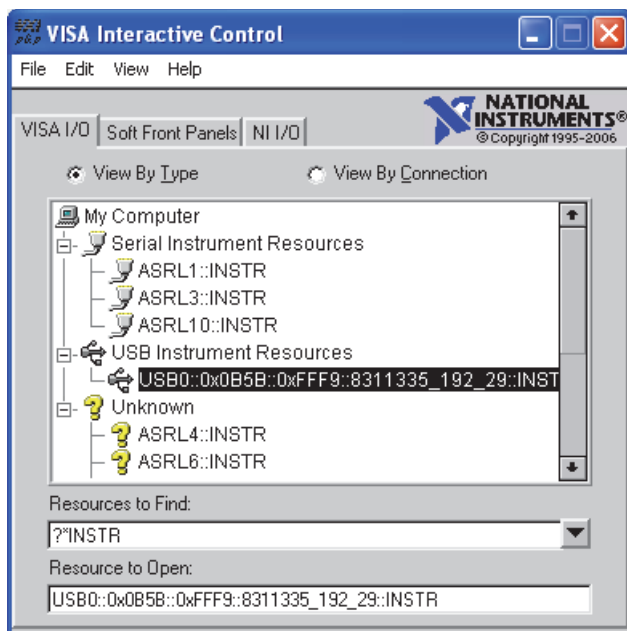 VISA Interactive Control
File Edit View Help
NATIONAL
INSTRUMENTS®
© Copyright 1995-2006
VISA I/O Soft Front Panels NI I/O
View By Type View By Connection
My Computer
Serial Instrument Resources
ASRL1::INSTR
ASRL3::INSTR
ASRL10::INSTR
USB Instrument Resources
USB0::0x0B5B::0xFFF9::8311335_192_29::INST
Unknown
ASRL4::INSTR
ASRL6::INSTR
Resources to Find:
?*INSTR
Resource to Open:
USB0::0x0B5B::0xFFF9::8311335_192_29::INSTR